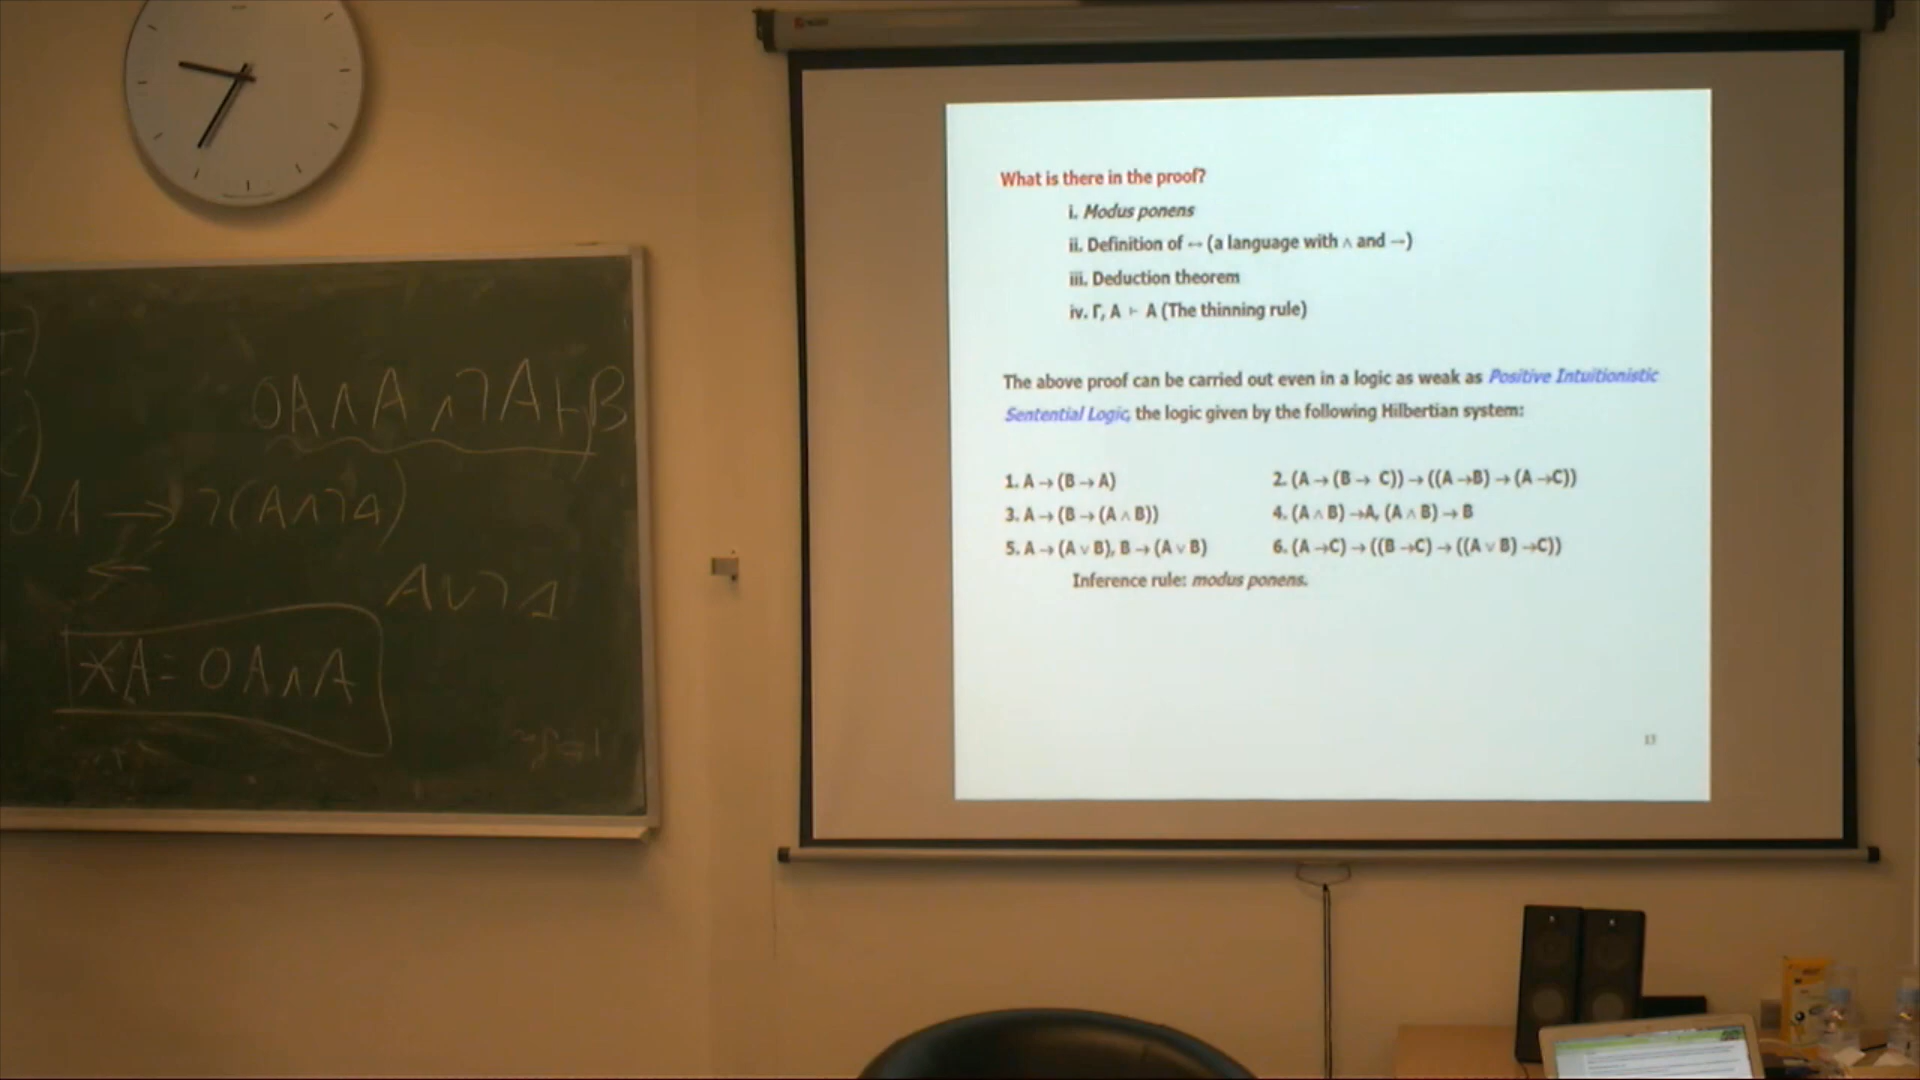 OA∧A∧¬A⊢B
OA → ¬(A∧¬A)
←
A∨¬A
*A = OA∧A
What is there in the proof?
i. Modus ponens
ii. Definition of ↔ (a language with ∧ and →)
iii. Deduction theorem
iv. Γ, A ⊢ A (The thinning rule)
The above proof can be carried out even in a logic as weak as Positive Intuitionistic
Sentential Logic, the logic given by the following Hilbertian system:
1. A → (B → A) 2. (A → (B → C)) → ((A →B) → (A →C))
3. A → (B → (A ∧ B)) 4. (A ∧ B) →A, (A ∧ B) → B
5. A → (A ∨ B), B → (A ∨ B) 6. (A →C) → ((B →C) → ((A ∨ B) →C))
Inference rule: modus ponens.